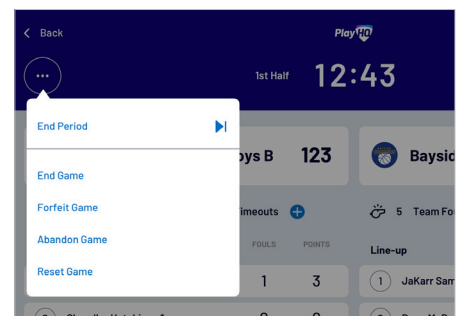 Back
PlayHQ
1st Half 12:43
End Period
End Game
Forfeit Game
Abandon Game
Reset Game
oys B 123
Baysid
imeouts
5 Team Fo
FOULS POINTS
Line-up
1 3
1 JaKarr Sam